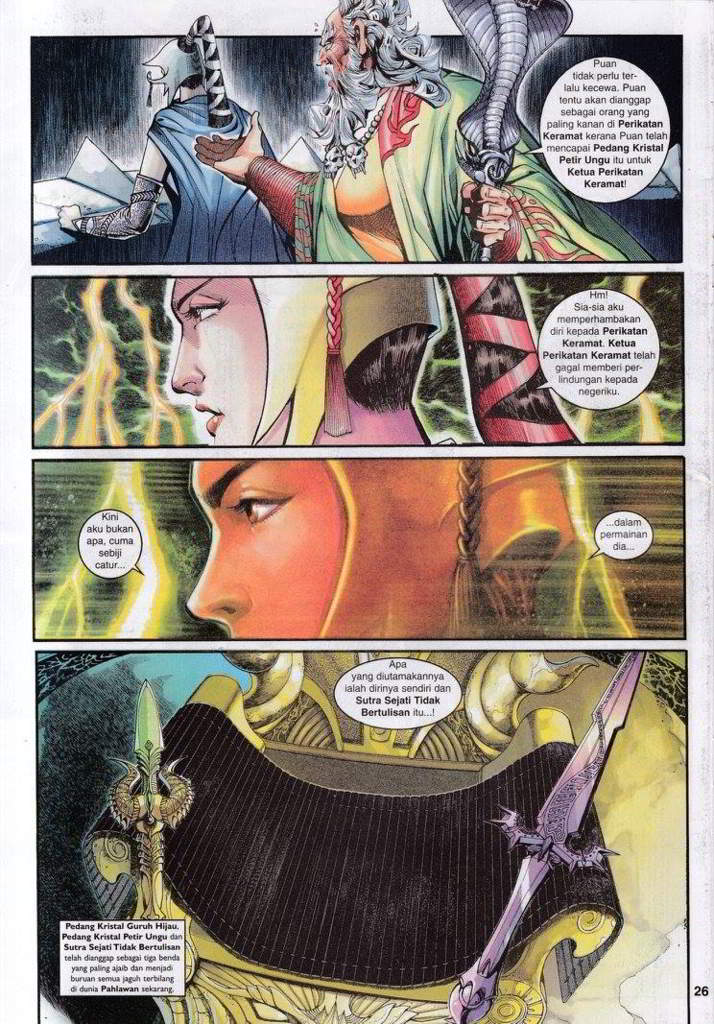 Puan
tidak perlu ter-
lalu kecewa. Puan
tentu akan dianggap
sebagai orang yang
paling kanan di Perikatan
Keramat kerana Puan telah
mencapai Pedang Kristal
Petir Ungu itu untuk
Ketua Perikatan
Keramat!
Hm!
Sia-sia aku
memperhambakan
diri kepada Perikatan
Keramat. Ketua
Perikatan Keramat telah
gagal memberi per-
lindungan kepada
negeriku.
Kini
aku bukan
apa, cuma
sebiji
catur...
...dalam
permainan
dia...
Apa
yang diutamakannya
ialah dirinya sendiri dan
Sutra Sejati Tidak
Bertulisan itu...!
Pedang Kristal Guruh Hijau,
Pedang Kristal Petir Ungu dan
Sutra Sejati Tidak Bertulisan
telah dianggap sebagai tiga benda
yang paling ajaib dan menjadi
buruan semua jaguh terbilang
di dunia Pahlawan sekarang.
26